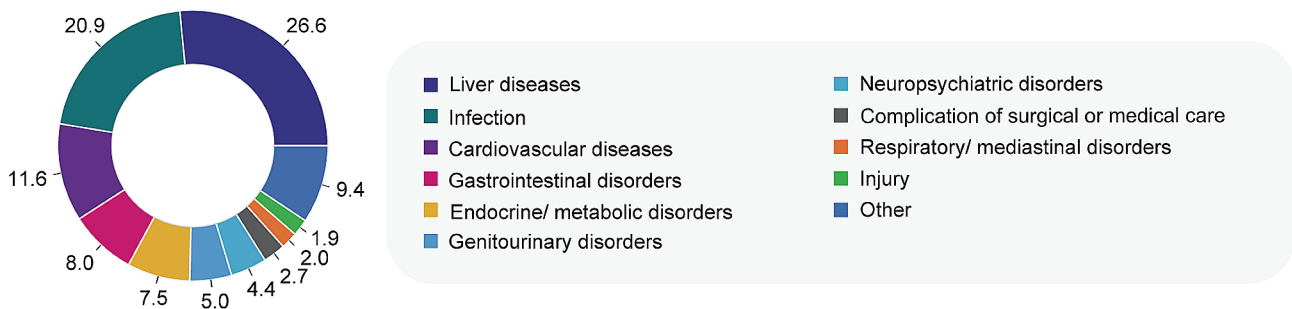 20.9
26.6
11.6
9.4
8.0
7.5
5.0
4.4
2.7
2.0
1.9
Liver diseases
Infection
Cardiovascular diseases
Gastrointestinal disorders
Endocrine/ metabolic disorders
Genitourinary disorders
Neuropsychiatric disorders
Complication of surgical or medical care
Respiratory/ mediastinal disorders
Injury
Other